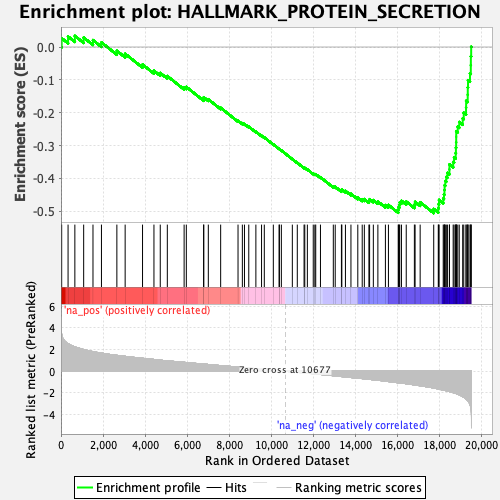 Enrichment plot: HALLMARK_PROTEIN_SECRETION
Enrichment score (ES)
0.0
-0.1
-0.2
-0.3
-0.4
-0.5
'na_pos' (positively correlated)
Ranked list metric (PreRanked)
6
4
2
0
-2
-4
Zero cross at 10677
'na_neg' (negatively correlated)
0
2,000
4,000
6,000
8,000
10,000
12,000
14,000
16,000
18,000
20,000
Rank in Ordered Dataset
Enrichment profile
Hits
Ranking metric scores